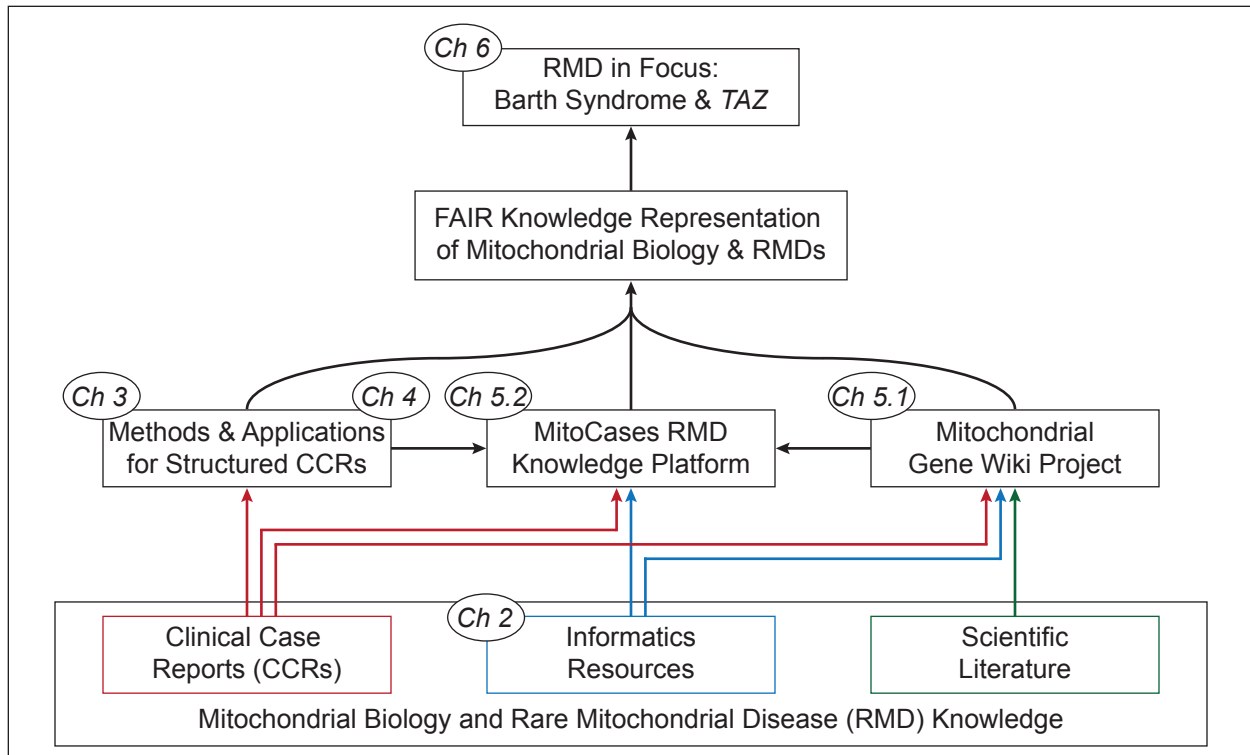 Ch 6
RMD in Focus:
Barth Syndrome & TAZ
FAIR Knowledge Representation
of Mitochondrial Biology & RMDs
Ch 3
Ch 4
Methods & Applications
for Structured CCRs
Ch 5.2
MitoCases RMD
Knowledge Platform
Ch 5.1
Mitochondrial
Gene Wiki Project
Clinical Case
Reports (CCRs)
Ch 2
Informatics
Resources
Scientific
Literature
Mitochondrial Biology and Rare Mitochondrial Disease (RMD) Knowledge